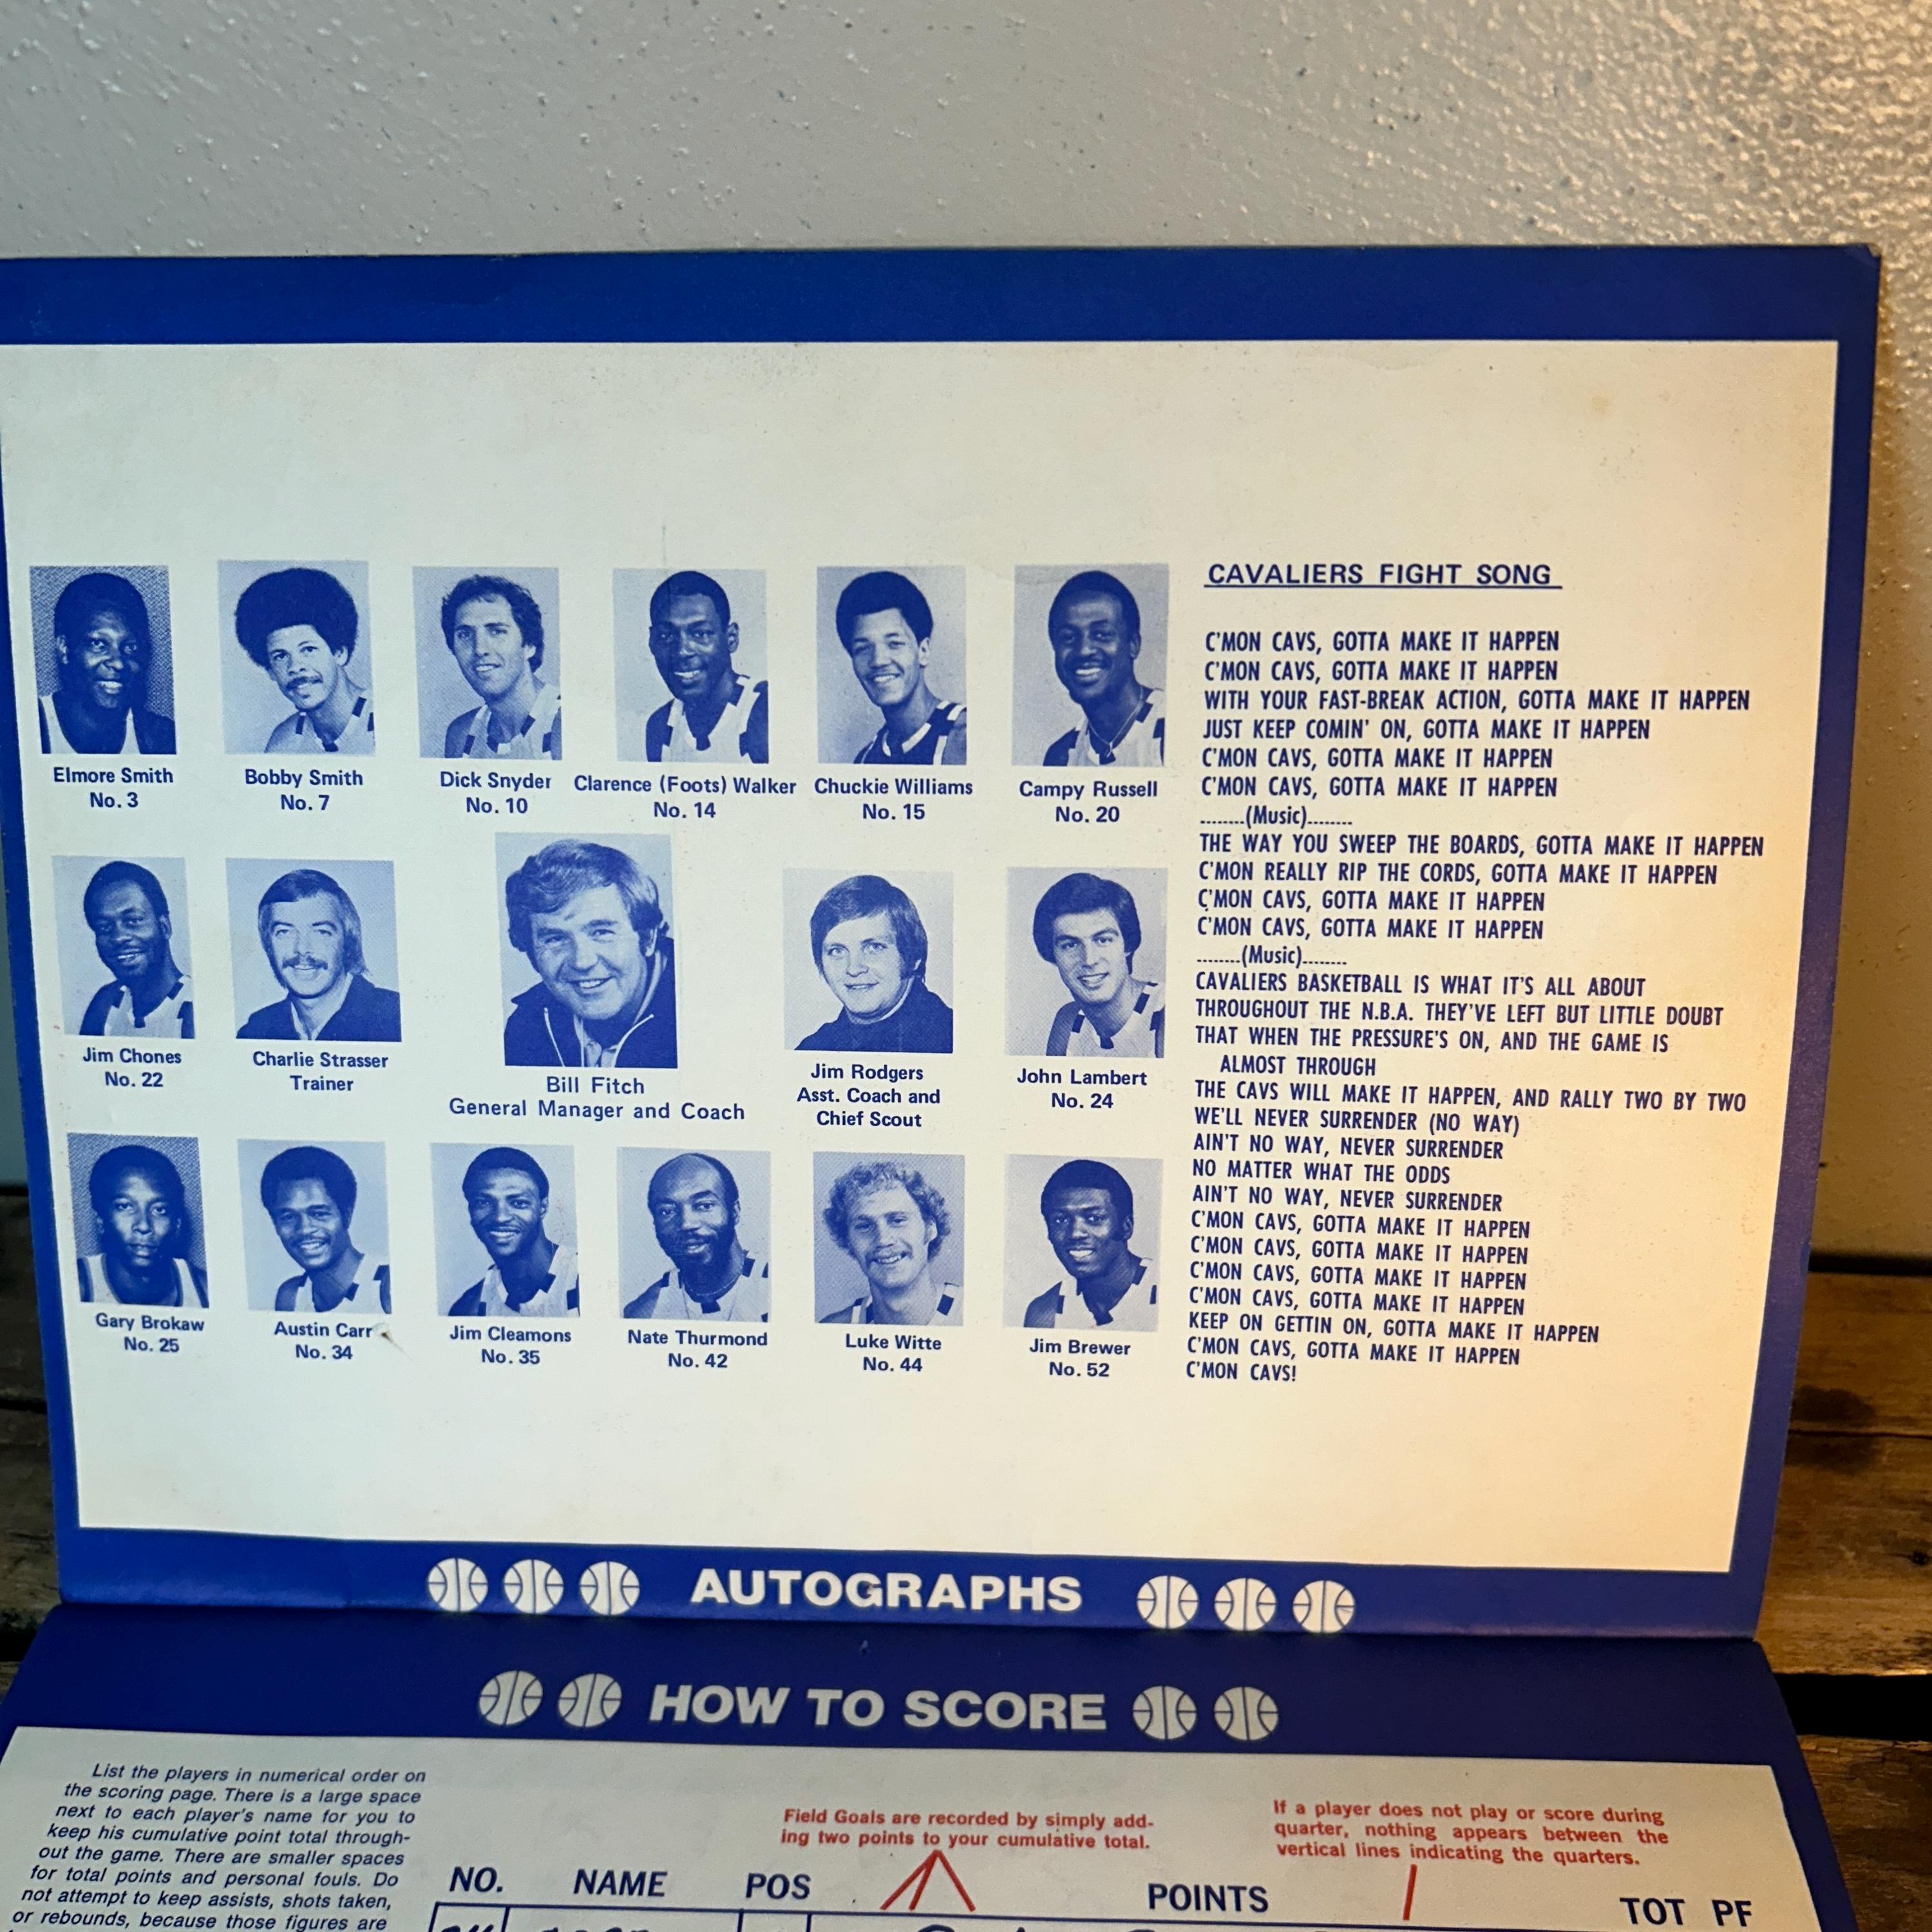 Elmore Smith
No. 3
Bobby Smith
No. 7
Dick Snyder
No. 10
Clarence (Foots) Walker
No. 14
Chuckie Williams
No. 15
Campy Russell
No. 20
Jim Chones
No. 22
Charlie Strasser
Trainer
Bill Fitch
General Manager and Coach
Jim Rodgers
Asst. Coach and
Chief Scout
John Lambert
No. 24
Gary Brokaw
No. 25
Austin Carr
No. 34
Jim Cleamons
No. 35
Nate Thurmond
No. 42
Luke Witte
No. 44
Jim Brewer
No. 52
CAVALIERS FIGHT SONG
C'MON CAVS, GOTTA MAKE IT HAPPEN
C'MON CAVS, GOTTA MAKE IT HAPPEN
WITH YOUR FAST-BREAK ACTION, GOTTA MAKE IT HAPPEN
JUST KEEP COMIN' ON, GOTTA MAKE IT HAPPEN
C'MON CAVS, GOTTA MAKE IT HAPPEN
C'MON CAVS, GOTTA MAKE IT HAPPEN
........(Music)........
THE WAY YOU SWEEP THE BOARDS, GOTTA MAKE IT HAPPEN
C'MON REALLY RIP THE CORDS, GOTTA MAKE IT HAPPEN
C'MON CAVS, GOTTA MAKE IT HAPPEN
C'MON CAVS, GOTTA MAKE IT HAPPEN
........(Music)........
CAVALIERS BASKETBALL IS WHAT IT'S ALL ABOUT
THROUGHOUT THE N.B.A. THEY'VE LEFT BUT LITTLE DOUBT
THAT WHEN THE PRESSURE'S ON, AND THE GAME IS
ALMOST THROUGH
THE CAVS WILL MAKE IT HAPPEN, AND RALLY TWO BY TWO
WE'LL NEVER SURRENDER (NO WAY)
AIN'T NO WAY, NEVER SURRENDER
NO MATTER WHAT THE ODDS
AIN'T NO WAY, NEVER SURRENDER
C'MON CAVS, GOTTA MAKE IT HAPPEN
C'MON CAVS, GOTTA MAKE IT HAPPEN
C'MON CAVS, GOTTA MAKE IT HAPPEN
C'MON CAVS, GOTTA MAKE IT HAPPEN
KEEP ON GETTIN ON, GOTTA MAKE IT HAPPEN
C'MON CAVS, GOTTA MAKE IT HAPPEN
C'MON CAVS!
AUTOGRAPHS
HOW TO SCORE
List the players in numerical order on
the scoring page. There is a large space
next to each player's name for you to
keep his cumulative point total through-
out the game. There are smaller spaces
for total points and personal fouls. Do
not attempt to keep assists, shots taken,
or rebounds, because those figures are
Field Goals are recorded by simply add-
ing two points to your cumulative total.
If a player does not play or score during
quarter, nothing appears between the
vertical lines indicating the quarters.
NO. NAME POS POINTS TOT PF